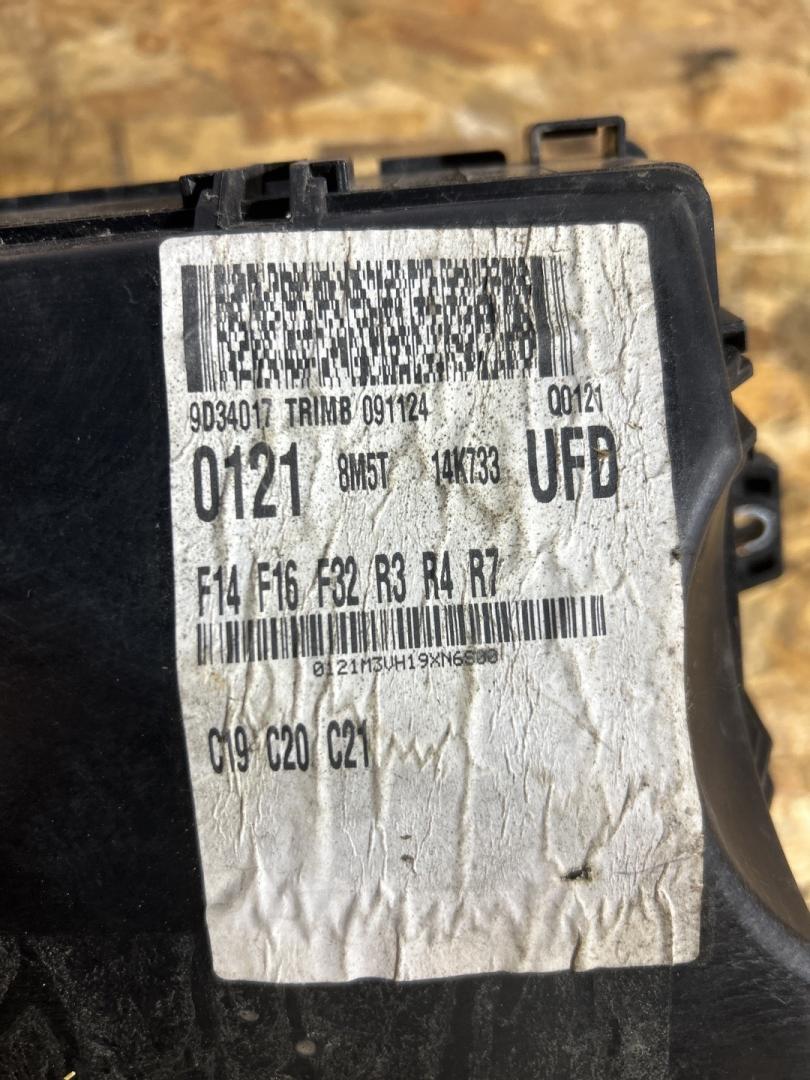 9D34017 TRIMB 091124 Q0121
0121 8M5T 14K733 UFD
F14 F16 F32 R3 R4 R7
0121M3VH19XN6S00
C19 C20 C21